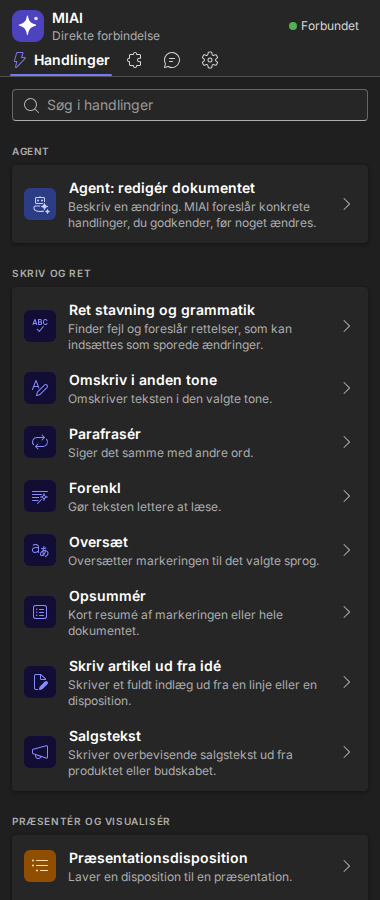 MIAI
Direkte forbindelse
Forbundet
Handlinger
Søg i handlinger
AGENT
Agent: redigér dokumentet
Beskriv en ændring. MIAI foreslår konkrete
handlinger, du godkender, før noget ændres.
SKRIV OG RET
ABC
Ret stavning og grammatik
Finder fejl og foreslår rettelser, som kan
indsættes som sporede ændringer.
Omskriv i anden tone
Omskriver teksten i den valgte tone.
Parafrasér
Siger det samme med andre ord.
Forenkl
Gør teksten lettere at læse.
Oversæt
Oversætter markeringen til det valgte sprog.
Opsummér
Kort resumé af markeringen eller hele
dokumentet.
Skriv artikel ud fra idé
Skriver et fuldt indlæg ud fra en linje eller en
disposition.
Salgstekst
Skriver overbevisende salgstekst ud fra
produktet eller budskabet.
PRÆSENTÉR OG VISUALISÉR
Præsentationsdisposition
Laver en disposition til en præsentation.